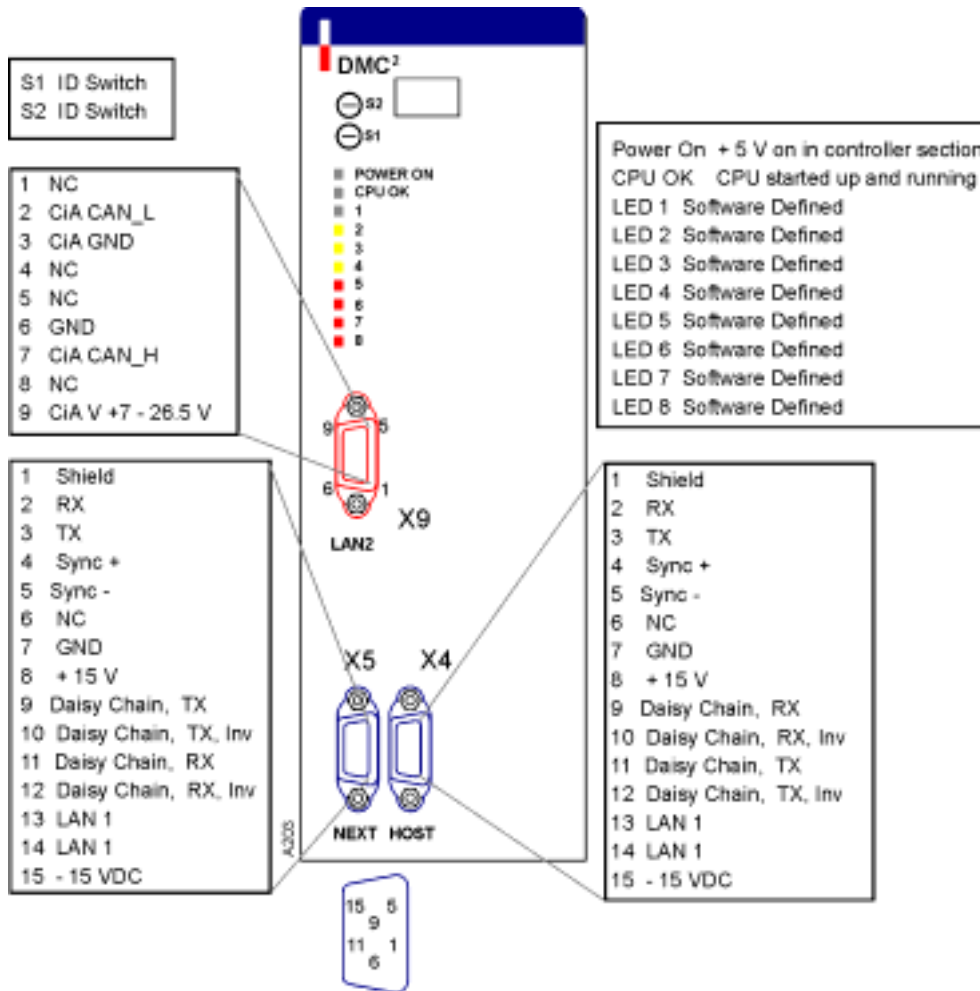 DMC²
S1 ID Switch
S2 ID Switch
S2
S1
POWER ON
CPU OK
1
2
3
4
5
6
7
8
Power On + 5 V on in controller section
CPU OK CPU started up and running
LED 1 Software Defined
LED 2 Software Defined
LED 3 Software Defined
LED 4 Software Defined
LED 5 Software Defined
LED 6 Software Defined
LED 7 Software Defined
LED 8 Software Defined
1 NC
2 CiA CAN_L
3 CiA GND
4 NC
5 NC
6 GND
7 CiA CAN_H
8 NC
9 CiA V +7 - 26.5 V
9 5
6 1
X9
LAN2
1 Shield
2 RX
3 TX
4 Sync +
5 Sync -
6 NC
7 GND
8 + 15 V
9 Daisy Chain, TX
10 Daisy Chain, TX, Inv
11 Daisy Chain, RX
12 Daisy Chain, RX, Inv
13 LAN 1
14 LAN 1
15 - 15 VDC
X5 X4
A203
NEXT HOST
1 Shield
2 RX
3 TX
4 Sync +
5 Sync -
6 NC
7 GND
8 + 15 V
9 Daisy Chain, RX
10 Daisy Chain, RX, Inv
11 Daisy Chain, TX
12 Daisy Chain, TX, Inv
13 LAN 1
14 LAN 1
15 - 15 VDC
15 5
9
11 1
6